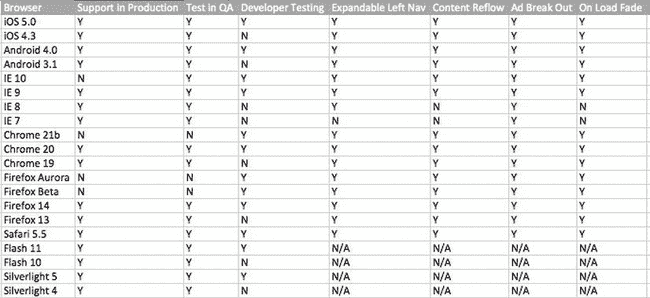 Browser Support in Production Test in QA Developer Testing Expandable Left Nav Content Reflow Ad Break Out On Load Fade
iOS 5.0 Y Y Y Y Y Y Y
iOS 4.3 Y Y N Y Y Y Y
Android 4.0 Y Y Y Y Y Y Y
Android 3.1 Y Y N Y Y Y Y
IE 10 N Y Y Y Y Y Y
IE 9 Y Y Y Y Y Y Y
IE 8 Y Y N Y N Y N
IE 7 Y Y N N N Y N
Chrome 21b N N Y Y Y Y Y
Chrome 20 Y Y Y Y Y Y Y
Chrome 19 Y Y N Y Y Y Y
Firefox Aurora N N Y Y Y Y Y
Firefox Beta N N Y Y Y Y Y
Firefox 14 Y Y Y Y Y Y Y
Firefox 13 Y Y N Y Y Y Y
Safari 5.5 Y Y Y Y Y Y Y
Flash 11 Y Y Y N/A N/A N/A N/A
Flash 10 Y Y N N/A N/A N/A N/A
Silverlight 5 Y Y Y N/A N/A N/A N/A
Silverlight 4 Y Y N N/A N/A N/A N/A